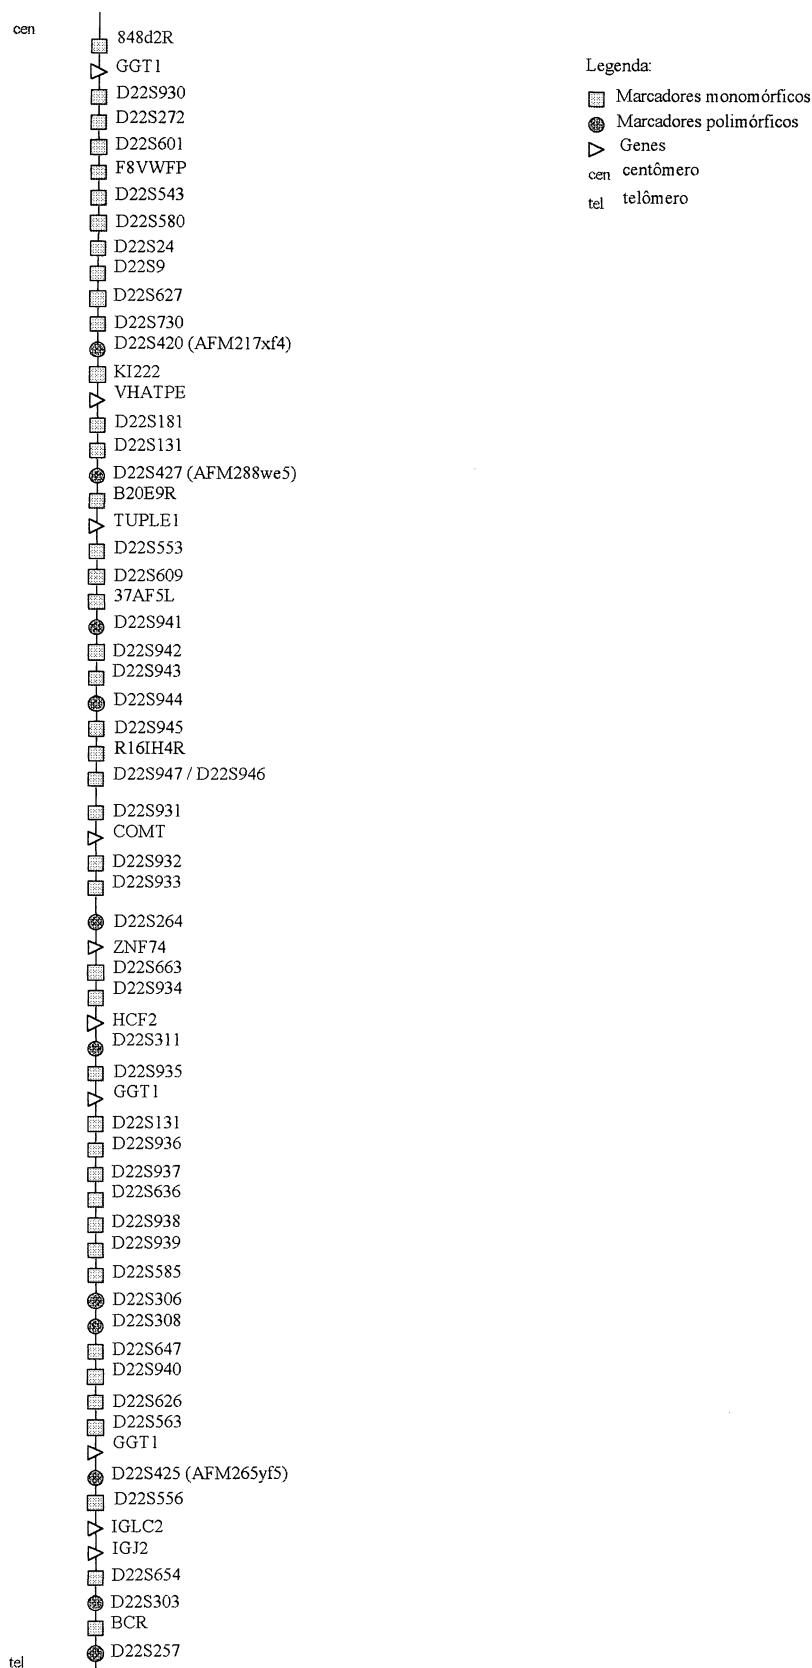 cen
848d2R
GGT1
D22S930
D22S272
D22S601
F8VWFP
D22S543
D22S580
D22S24
D22S9
D22S627
D22S730
D22S420 (AFM217xf4)
KI222
VHATPE
D22S181
D22S131
D22S427 (AFM288we5)
B20E9R
TUPLE1
D22S553
D22S609
37AF5L
D22S941
D22S942
D22S943
D22S944
D22S945
R16IH4R
D22S947 / D22S946
D22S931
COMT
D22S932
D22S933
D22S264
ZNF74
D22S663
D22S934
HCF2
D22S311
D22S935
GGT1
D22S131
D22S936
D22S937
D22S636
D22S938
D22S939
D22S585
D22S306
D22S308
D22S647
D22S940
D22S626
D22S563
GGT1
D22S425 (AFM265yf5)
D22S556
IGLC2
IGJ2
D22S654
D22S303
BCR
D22S257
tel
Legenda:
Marcadores monomórficos
Marcadores polimórficos
Genes
cen centômero
tel telômero